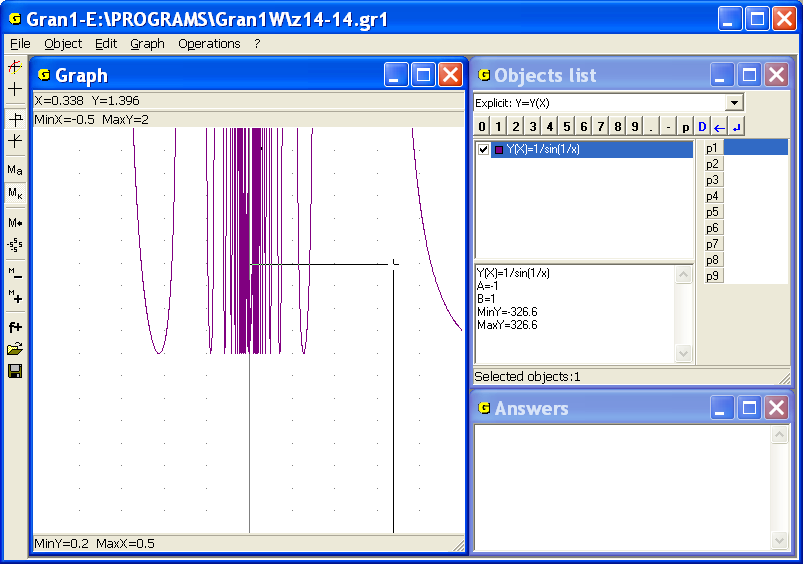 Gran1-E:\PROGRAMS\Gran1W\z14-14.gr1
File Object Edit Graph Operations ?
Graph
X=0.338 Y=1.396
MinX=-0.5 MaxY=2
MinY=0.2 MaxX=0.5
Ma
Mк
M
M
M
f+
Objects list
Explicit: Y=Y(X)
0 1 2 3 4 5 6 7 8 9 . - p D
Y(X)=1/sin(1/x)
p1
p2
p3
p4
p5
p6
p7
p8
p9
Y(X)=1/sin(1/x)
A=-1
B=1
MinY=-326.6
MaxY=326.6
Selected objects:1
Answers